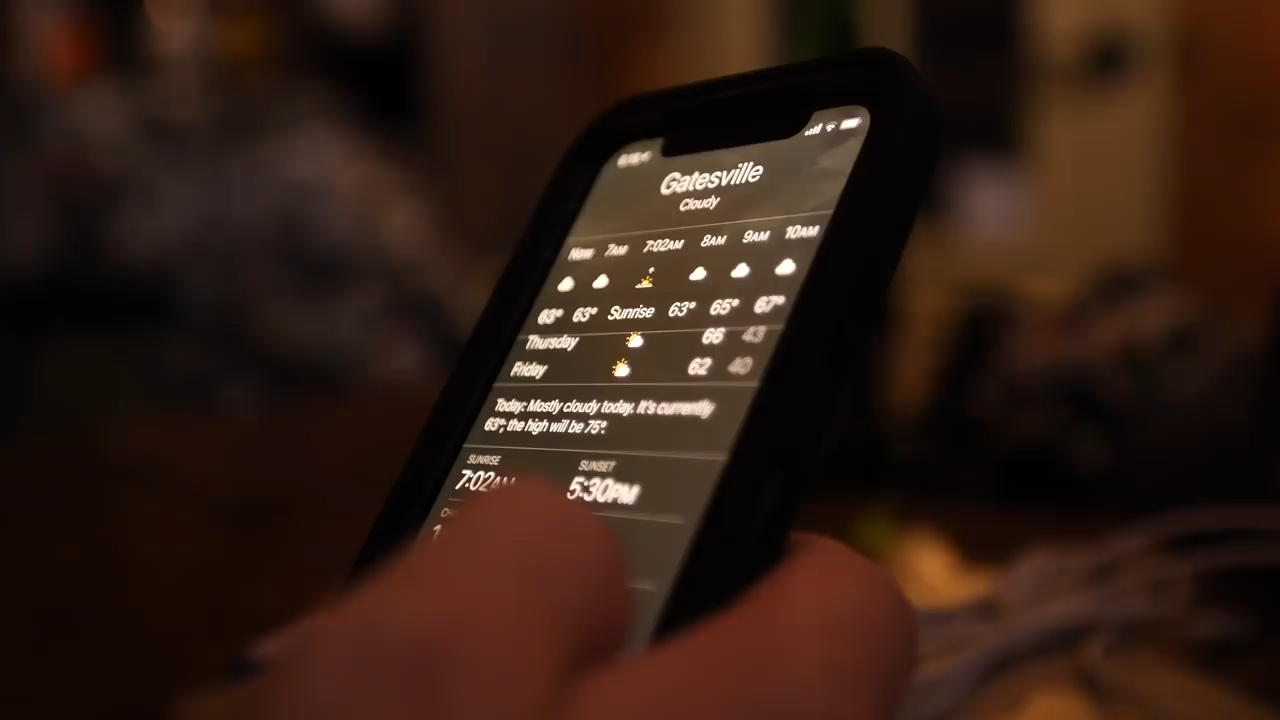 Gatesville
Cloudy
Now 7AM 7:02AM 8AM 9AM 10AM
63° 63° Sunrise 63° 65° 67°
Thursday 66 43
Friday 62 40
Today: Mostly cloudy today. It's currently
63°; the high will be 75°.
SUNRISE SUNSET
7:02AM 5:30PM